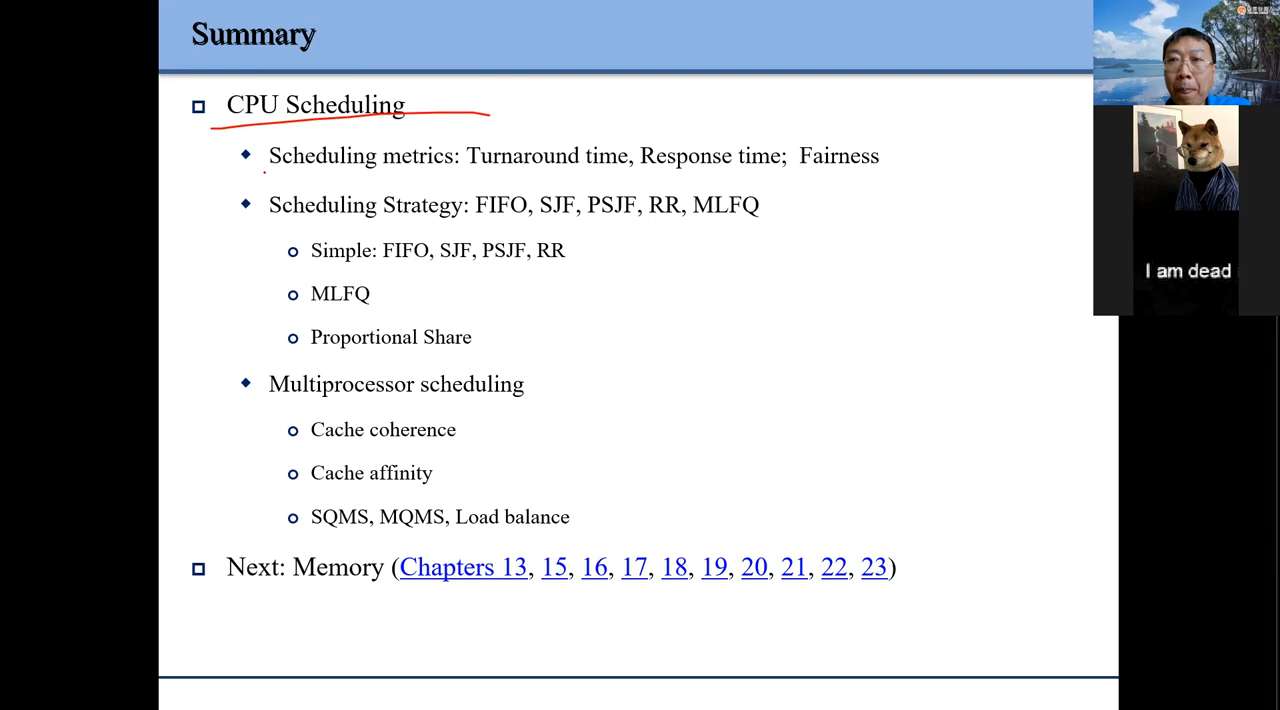 Summary
CPU Scheduling
Scheduling metrics: Turnaround time, Response time; Fairness
Scheduling Strategy: FIFO, SJF, PSJF, RR, MLFQ
Simple: FIFO, SJF, PSJF, RR
MLFQ
Proportional Share
Multiprocessor scheduling
Cache coherence
Cache affinity
SQMS, MQMS, Load balance
Next: Memory (Chapters 13, 15, 16, 17, 18, 19, 20, 21, 22, 23)
I am dead